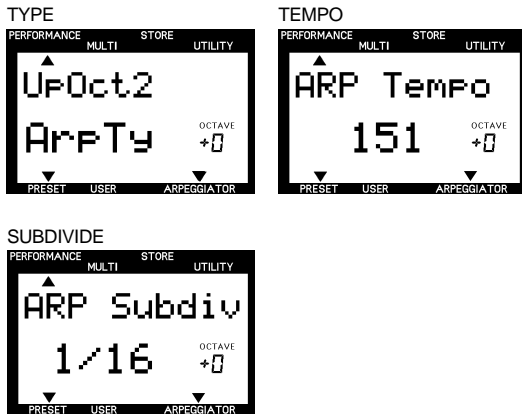 TYPE
PERFORMANCE STORE
MULTI UTILITY
UpOct2
ArpTy OCTAVE +0
PRESET USER ARPEGGIATOR
TEMPO
PERFORMANCE STORE
MULTI UTILITY
ARP Tempo
151 OCTAVE +0
PRESET USER ARPEGGIATOR
SUBDIVIDE
PERFORMANCE STORE
MULTI UTILITY
ARP Subdiv
1/16 OCTAVE +0
PRESET USER ARPEGGIATOR